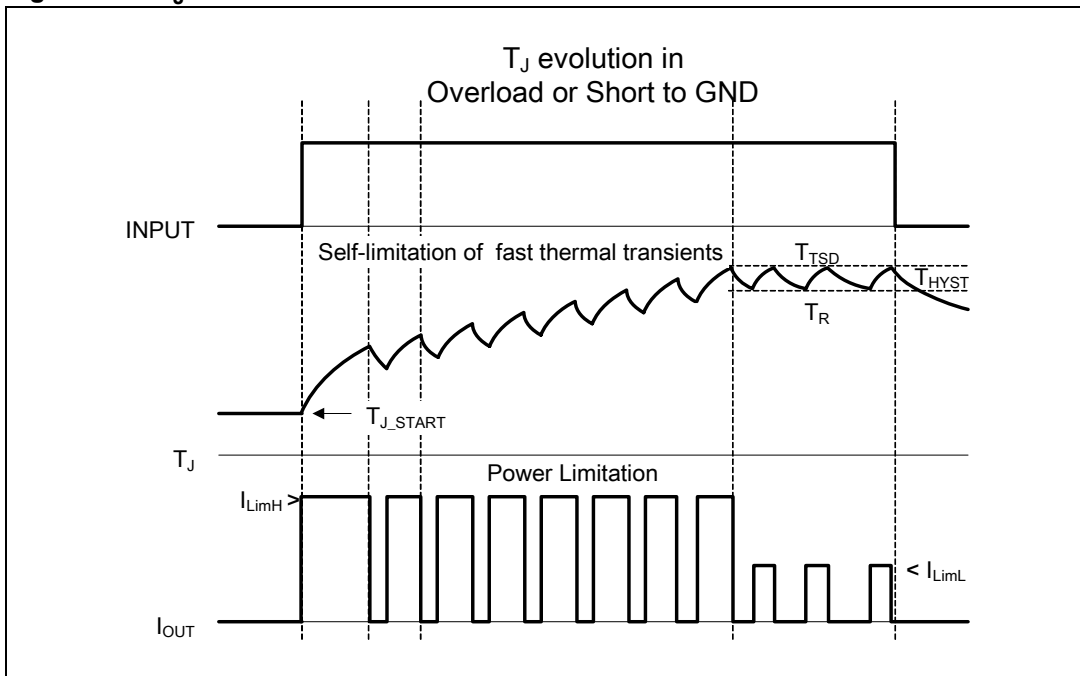 T_J evolution in
Overload or Short to GND
INPUT
Self-limitation of fast thermal transients
T_TSD
T_HYST
T_R
T_J_START
T_J
Power Limitation
I_LimH >
< I_LimL
I_OUT